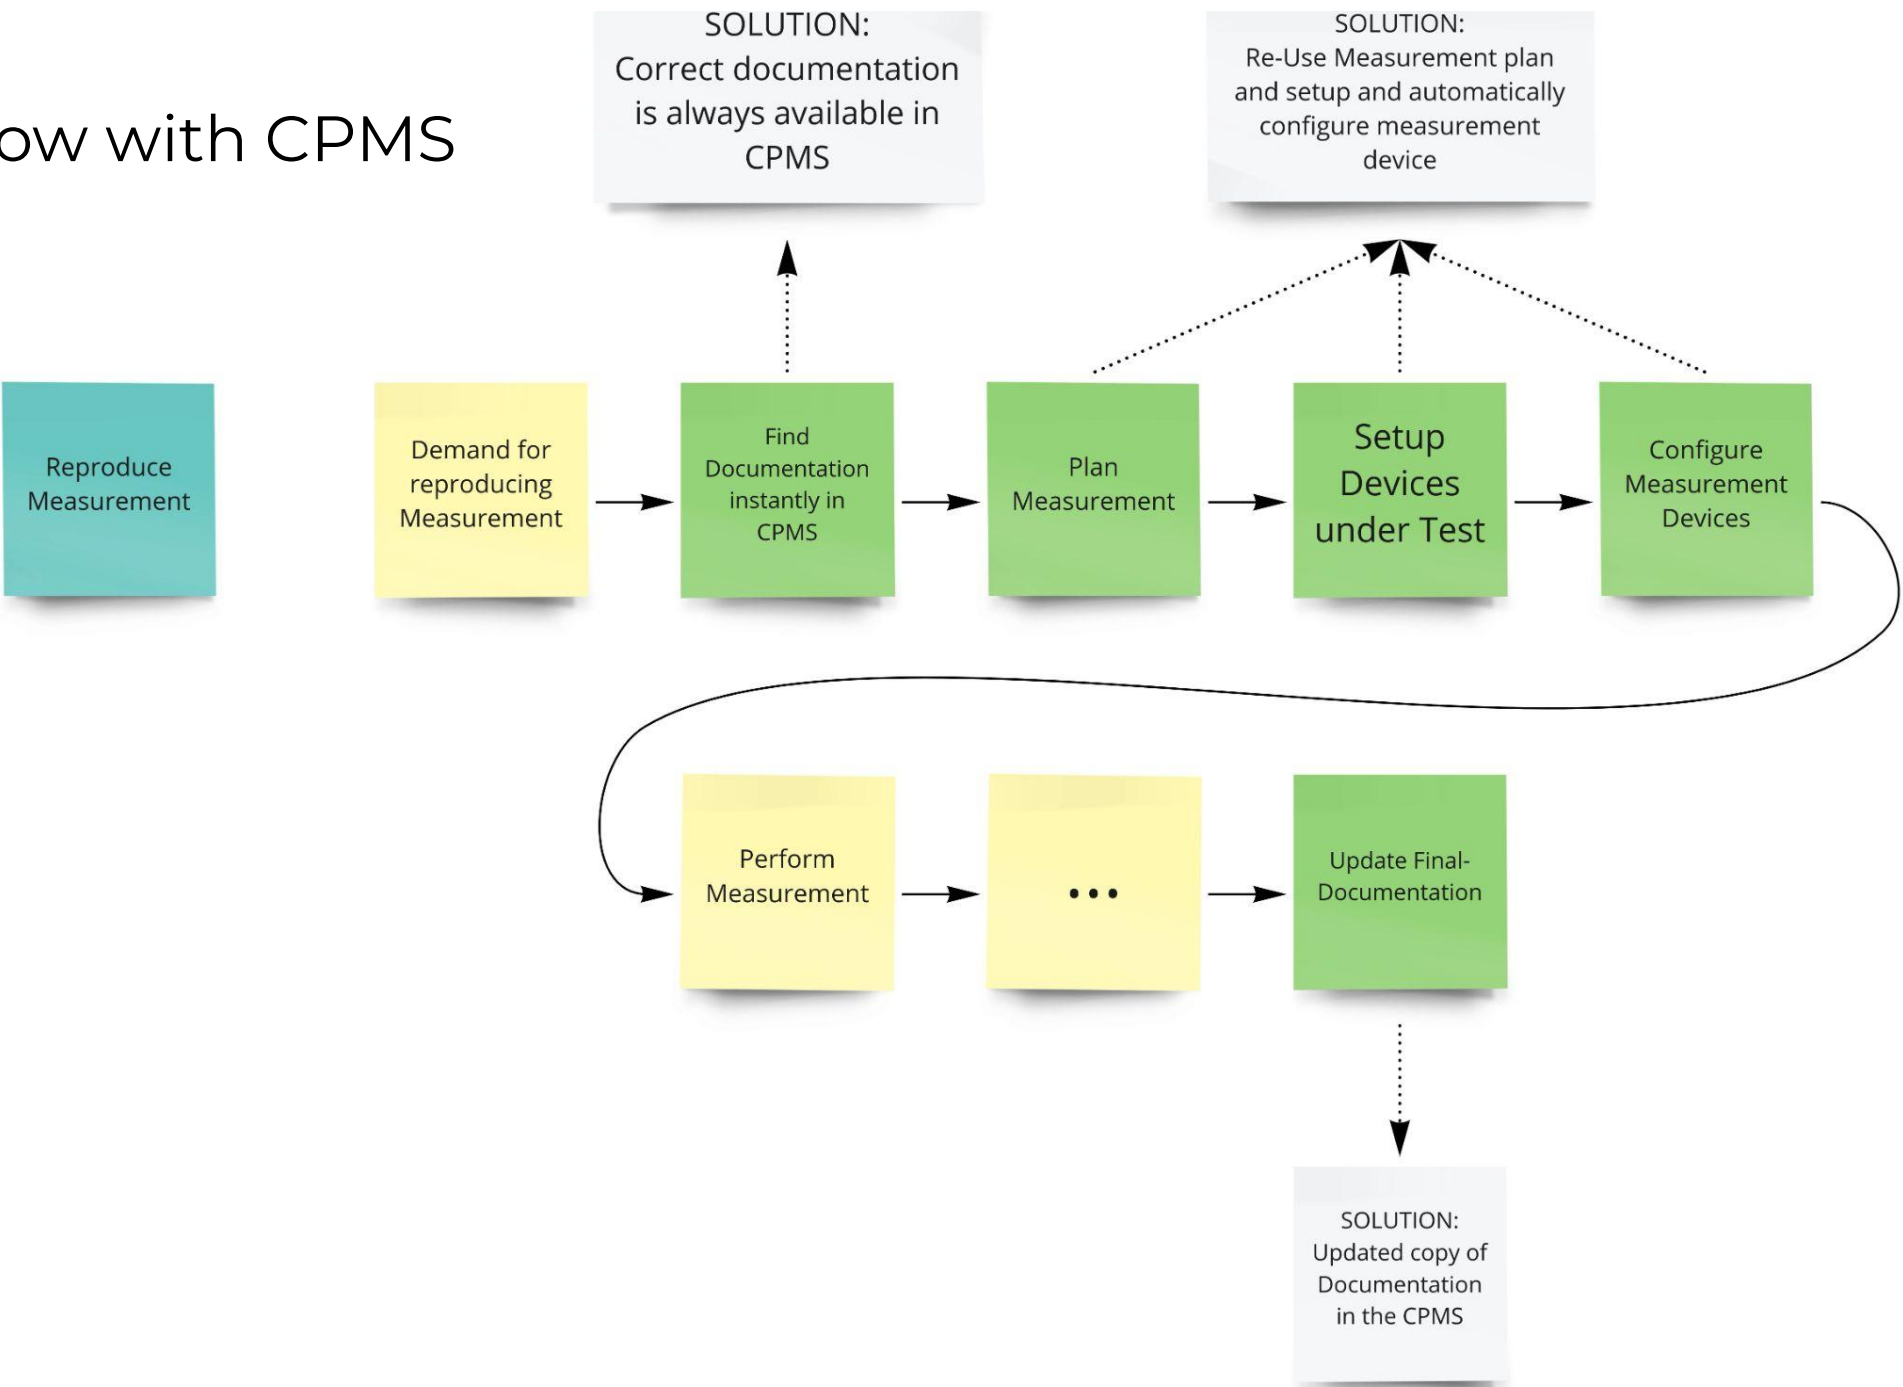 SOLUTION:
Correct documentation
is always available in
CPMS
SOLUTION:
Re-Use Measurement plan
and setup and automatically
configure measurement
device
ow with CPMS
Reproduce
Measurement
Demand for
reproducing
Measurement
Find
Documentation
instantly in
CPMS
Plan
Measurement
Setup
Devices
under Test
Configure
Measurement
Devices
Perform
Measurement
...
Update Final-
Documentation
SOLUTION:
Updated copy of
Documentation
in the CPMS